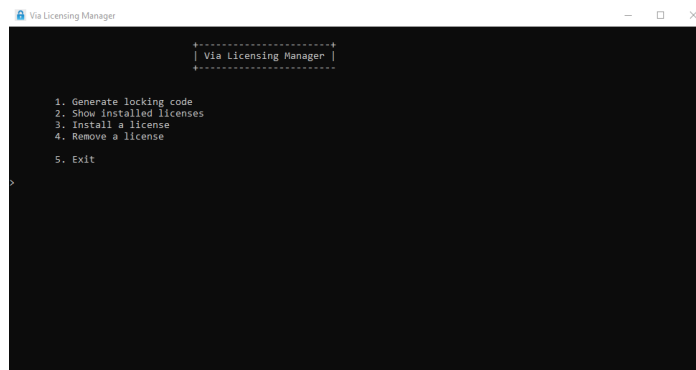 Via Licensing Manager
+-----------------------+
| Via Licensing Manager |
+------------------------
1. Generate locking code
2. Show installed licenses
3. Install a license
4. Remove a license
5. Exit
>